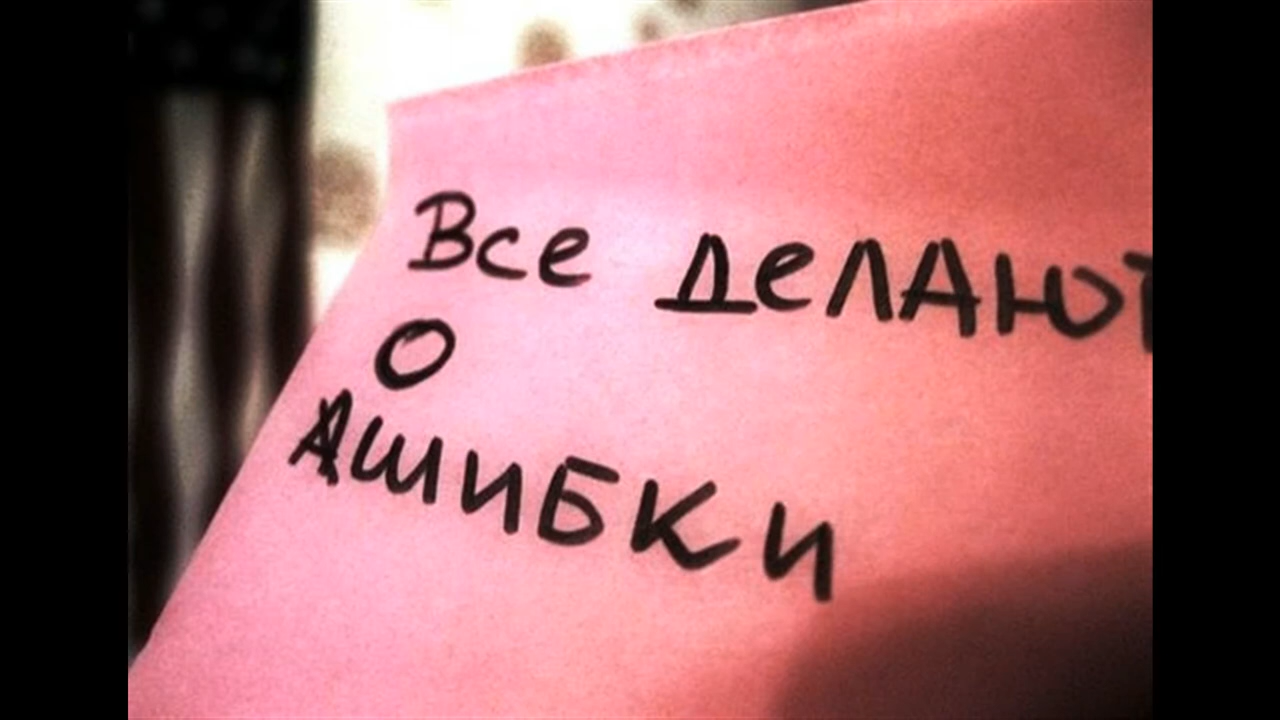 Все делают
о
Ашибки